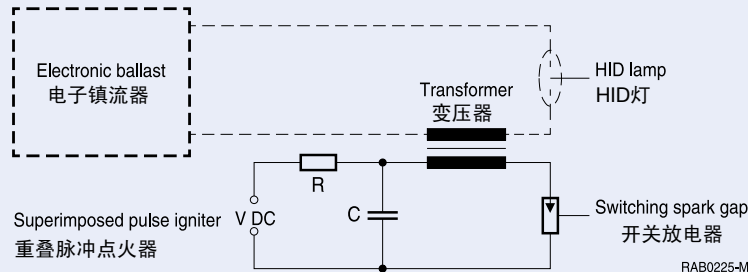 Electronic ballast
电子镇流器
HID lamp
HID灯
Transformer
变压器
R
V DC
C
Superimposed pulse igniter
重叠脉冲点火器
Switching spark gap
开关放电器
RAB0225-M